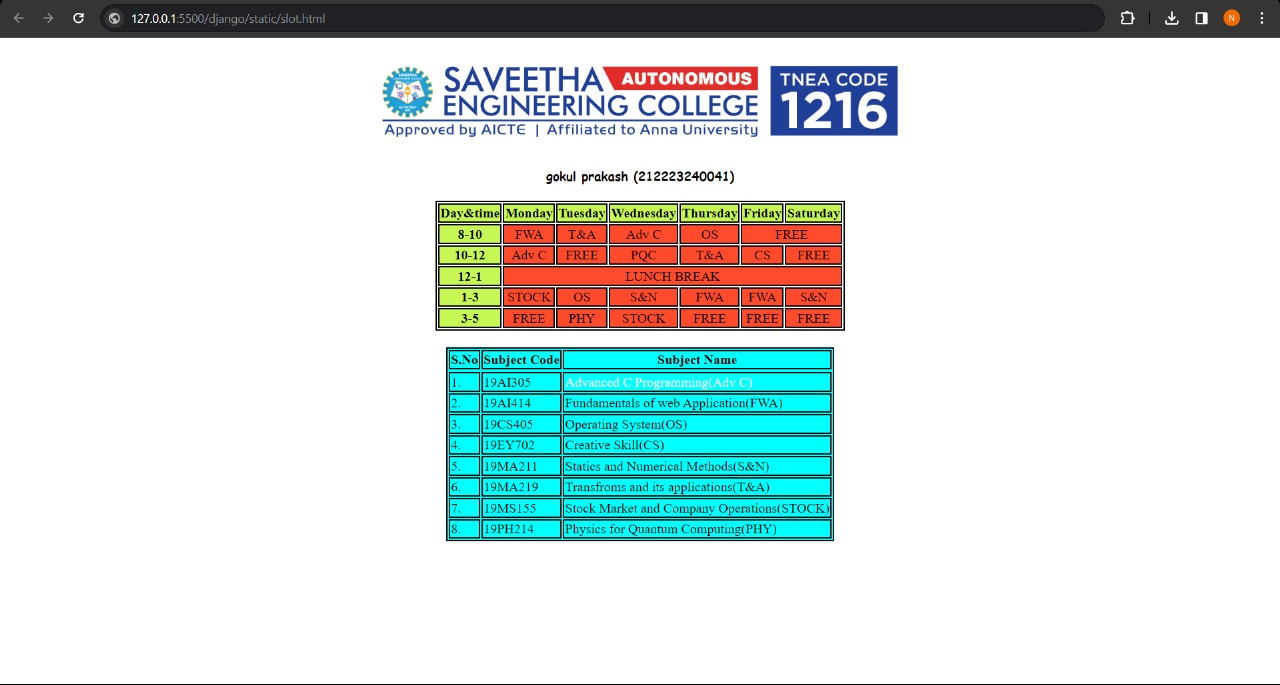 127.0.0.1:5500/django/static/slot.html
N
SAVEETHA AUTONOMOUS
ENGINEERING COLLEGE
Approved by AICTE | Affiliated to Anna University
TNEA CODE
1216
gokul prakash (212223240041)
Day&time Monday Tuesday Wednesday Thursday Friday Saturday
8-10 FWA T&A Adv C OS FREE
10-12 Adv C FREE PQC T&A CS FREE
12-1 LUNCH BREAK
1-3 STOCK OS S&N FWA FWA S&N
3-5 FREE PHY STOCK FREE FREE FREE
S.No Subject Code Subject Name
1. 19AI305 Advanced C Programming(Adv C)
2. 19AI414 Fundamentals of web Application(FWA)
3. 19CS405 Operating System(OS)
4. 19EY702 Creative Skill(CS)
5. 19MA211 Statics and Numerical Methods(S&N)
6. 19MA219 Transfroms and its applications(T&A)
7. 19MS155 Stock Market and Company Operations(STOCK)
8. 19PH214 Physics for Quantum Computing(PHY)